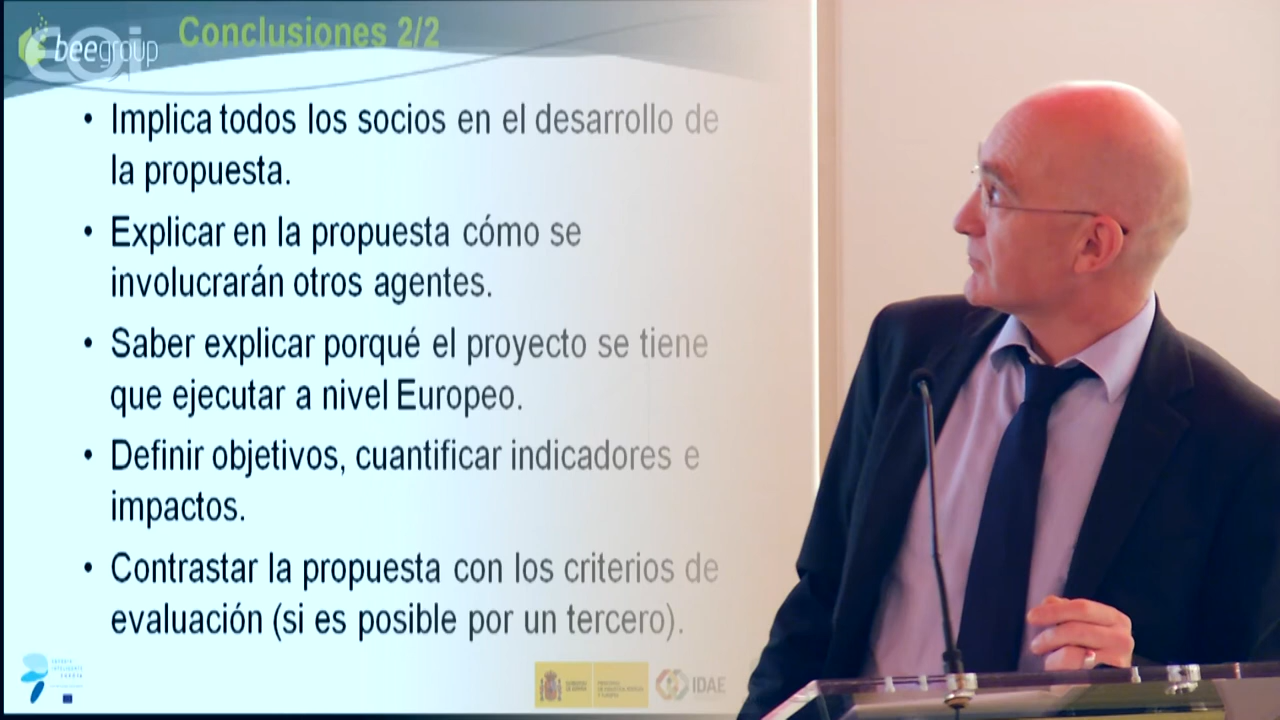 Conclusiones 2/2
beegroup
eoi
• Implica todos los socios en el desarrollo de
la propuesta.
• Explicar en la propuesta cómo se
involucrarán otros agentes.
• Saber explicar porqué el proyecto se tiene
que ejecutar a nivel Europeo.
• Definir objetivos, cuantificar indicadores e
impactos.
• Contrastar la propuesta con los criterios de
evaluación (si es posible por un tercero).
IDAE